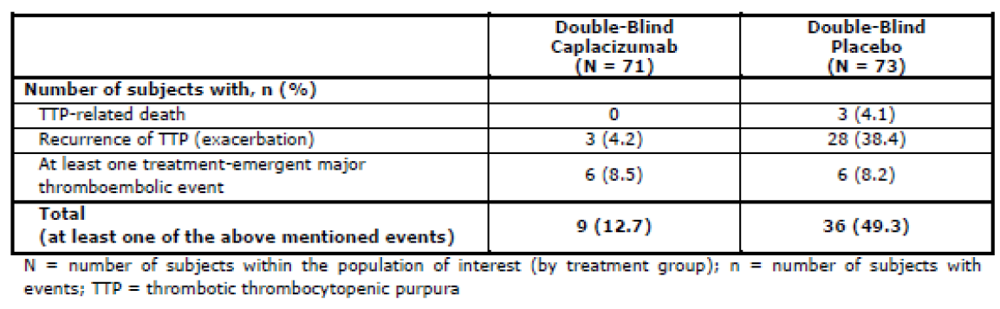 Double-Blind Caplacizumab (N = 71) Double-Blind Placebo (N = 73)
Number of subjects with, n (%)
TTP-related death 0 3 (4.1)
Recurrence of TTP (exacerbation) 3 (4.2) 28 (38.4)
At least one treatment-emergent major thromboembolic event 6 (8.5) 6 (8.2)
Total (at least one of the above mentioned events) 9 (12.7) 36 (49.3)
N = number of subjects within the population of interest (by treatment group); n = number of subjects with
events; TTP = thrombotic thrombocytopenic purpura